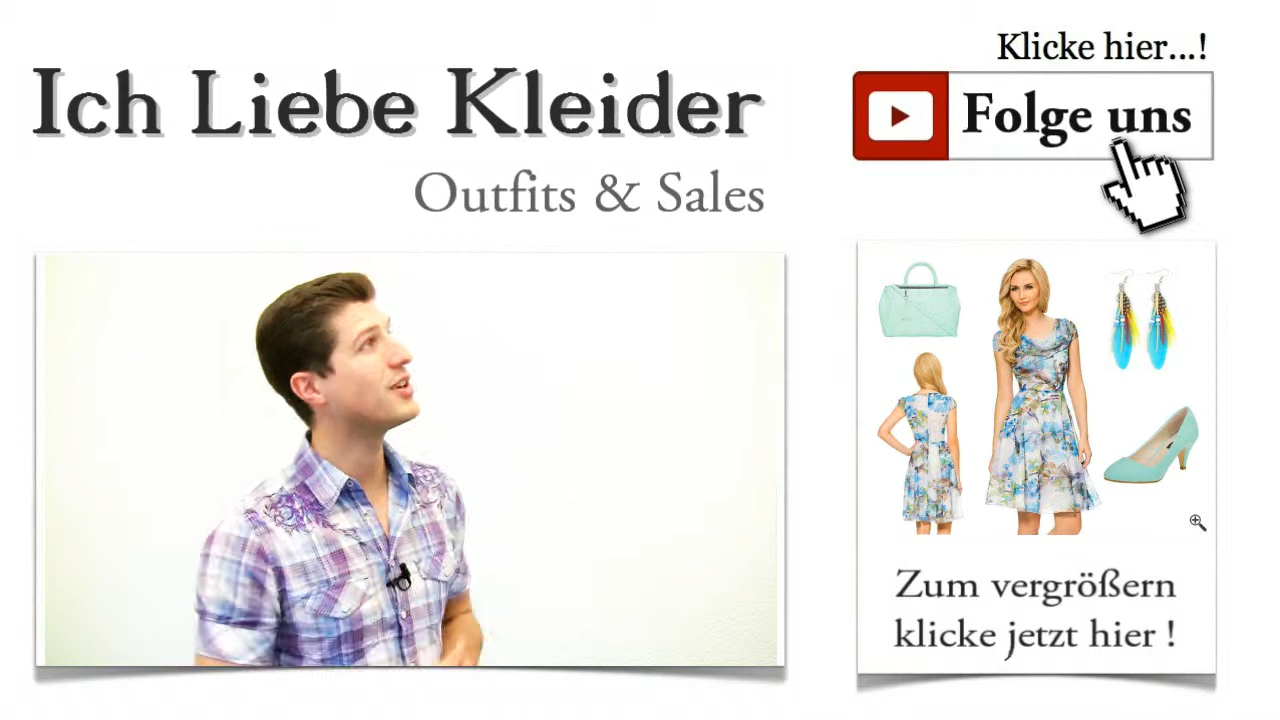 Ich Liebe Kleider
Outfits & Sales
Klicke hier...!
Folge uns
Zum vergrößern
klicke jetzt hier !